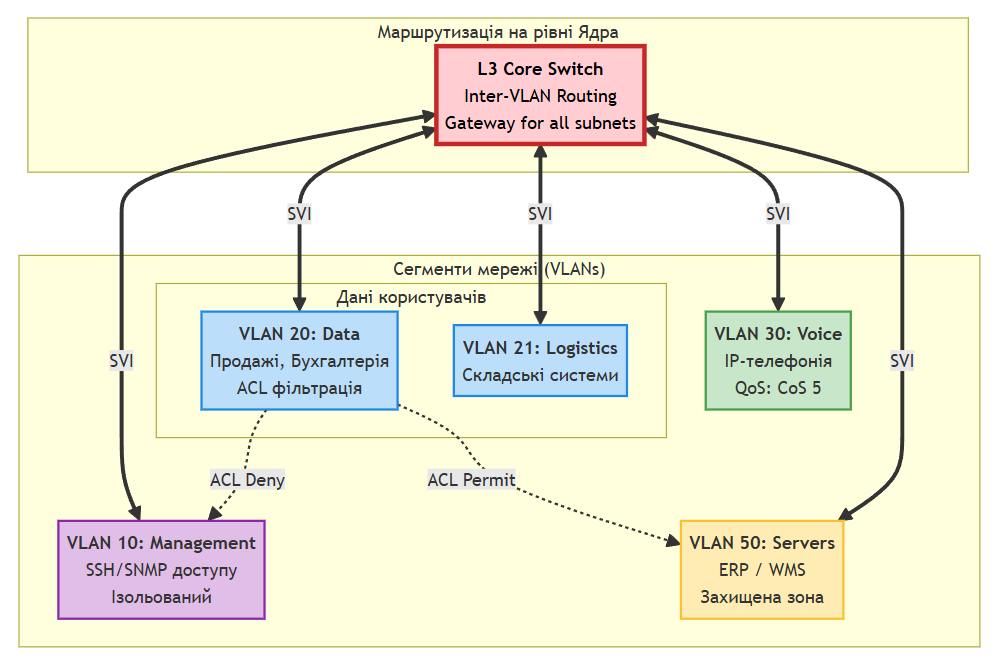 Маршрутизація на рівні Ядра
L3 Core Switch
Inter-VLAN Routing
Gateway for all subnets
SVI
SVI
SVI
Сегменти мережі (VLANs)
Дані користувачів
VLAN 20: Data
Продажі, Бухгалтерія
ACL фільтрація
VLAN 21: Logistics
Складські системи
VLAN 30: Voice
IP-телефонія
QoS: CoS 5
SVI
SVI
ACL Deny
ACL Permit
VLAN 10: Management
SSH/SNMP доступу
Ізольований
VLAN 50: Servers
ERP / WMS
Захищена зона